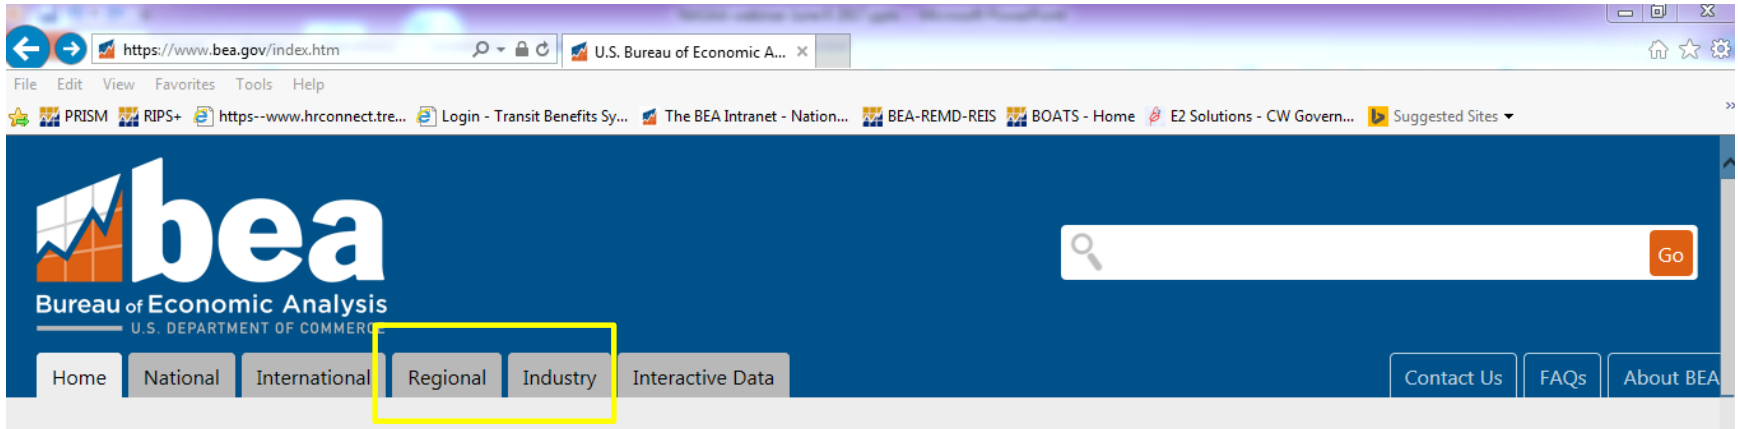 https://www.bea.gov/index.htm U.S. Bureau of Economic A...
File Edit View Favorites Tools Help
PRISM RIPS+ https--www.hrconnect.tre... Login - Transit Benefits Sy... The BEA Intranet - Nation... BEA-REMD-REIS BOATS - Home E2 Solutions - CW Govern... Suggested Sites
bea
Bureau of Economic Analysis
U.S. DEPARTMENT OF COMMERCE
Go
Home National International Regional Industry Interactive Data Contact Us FAQs About BEA